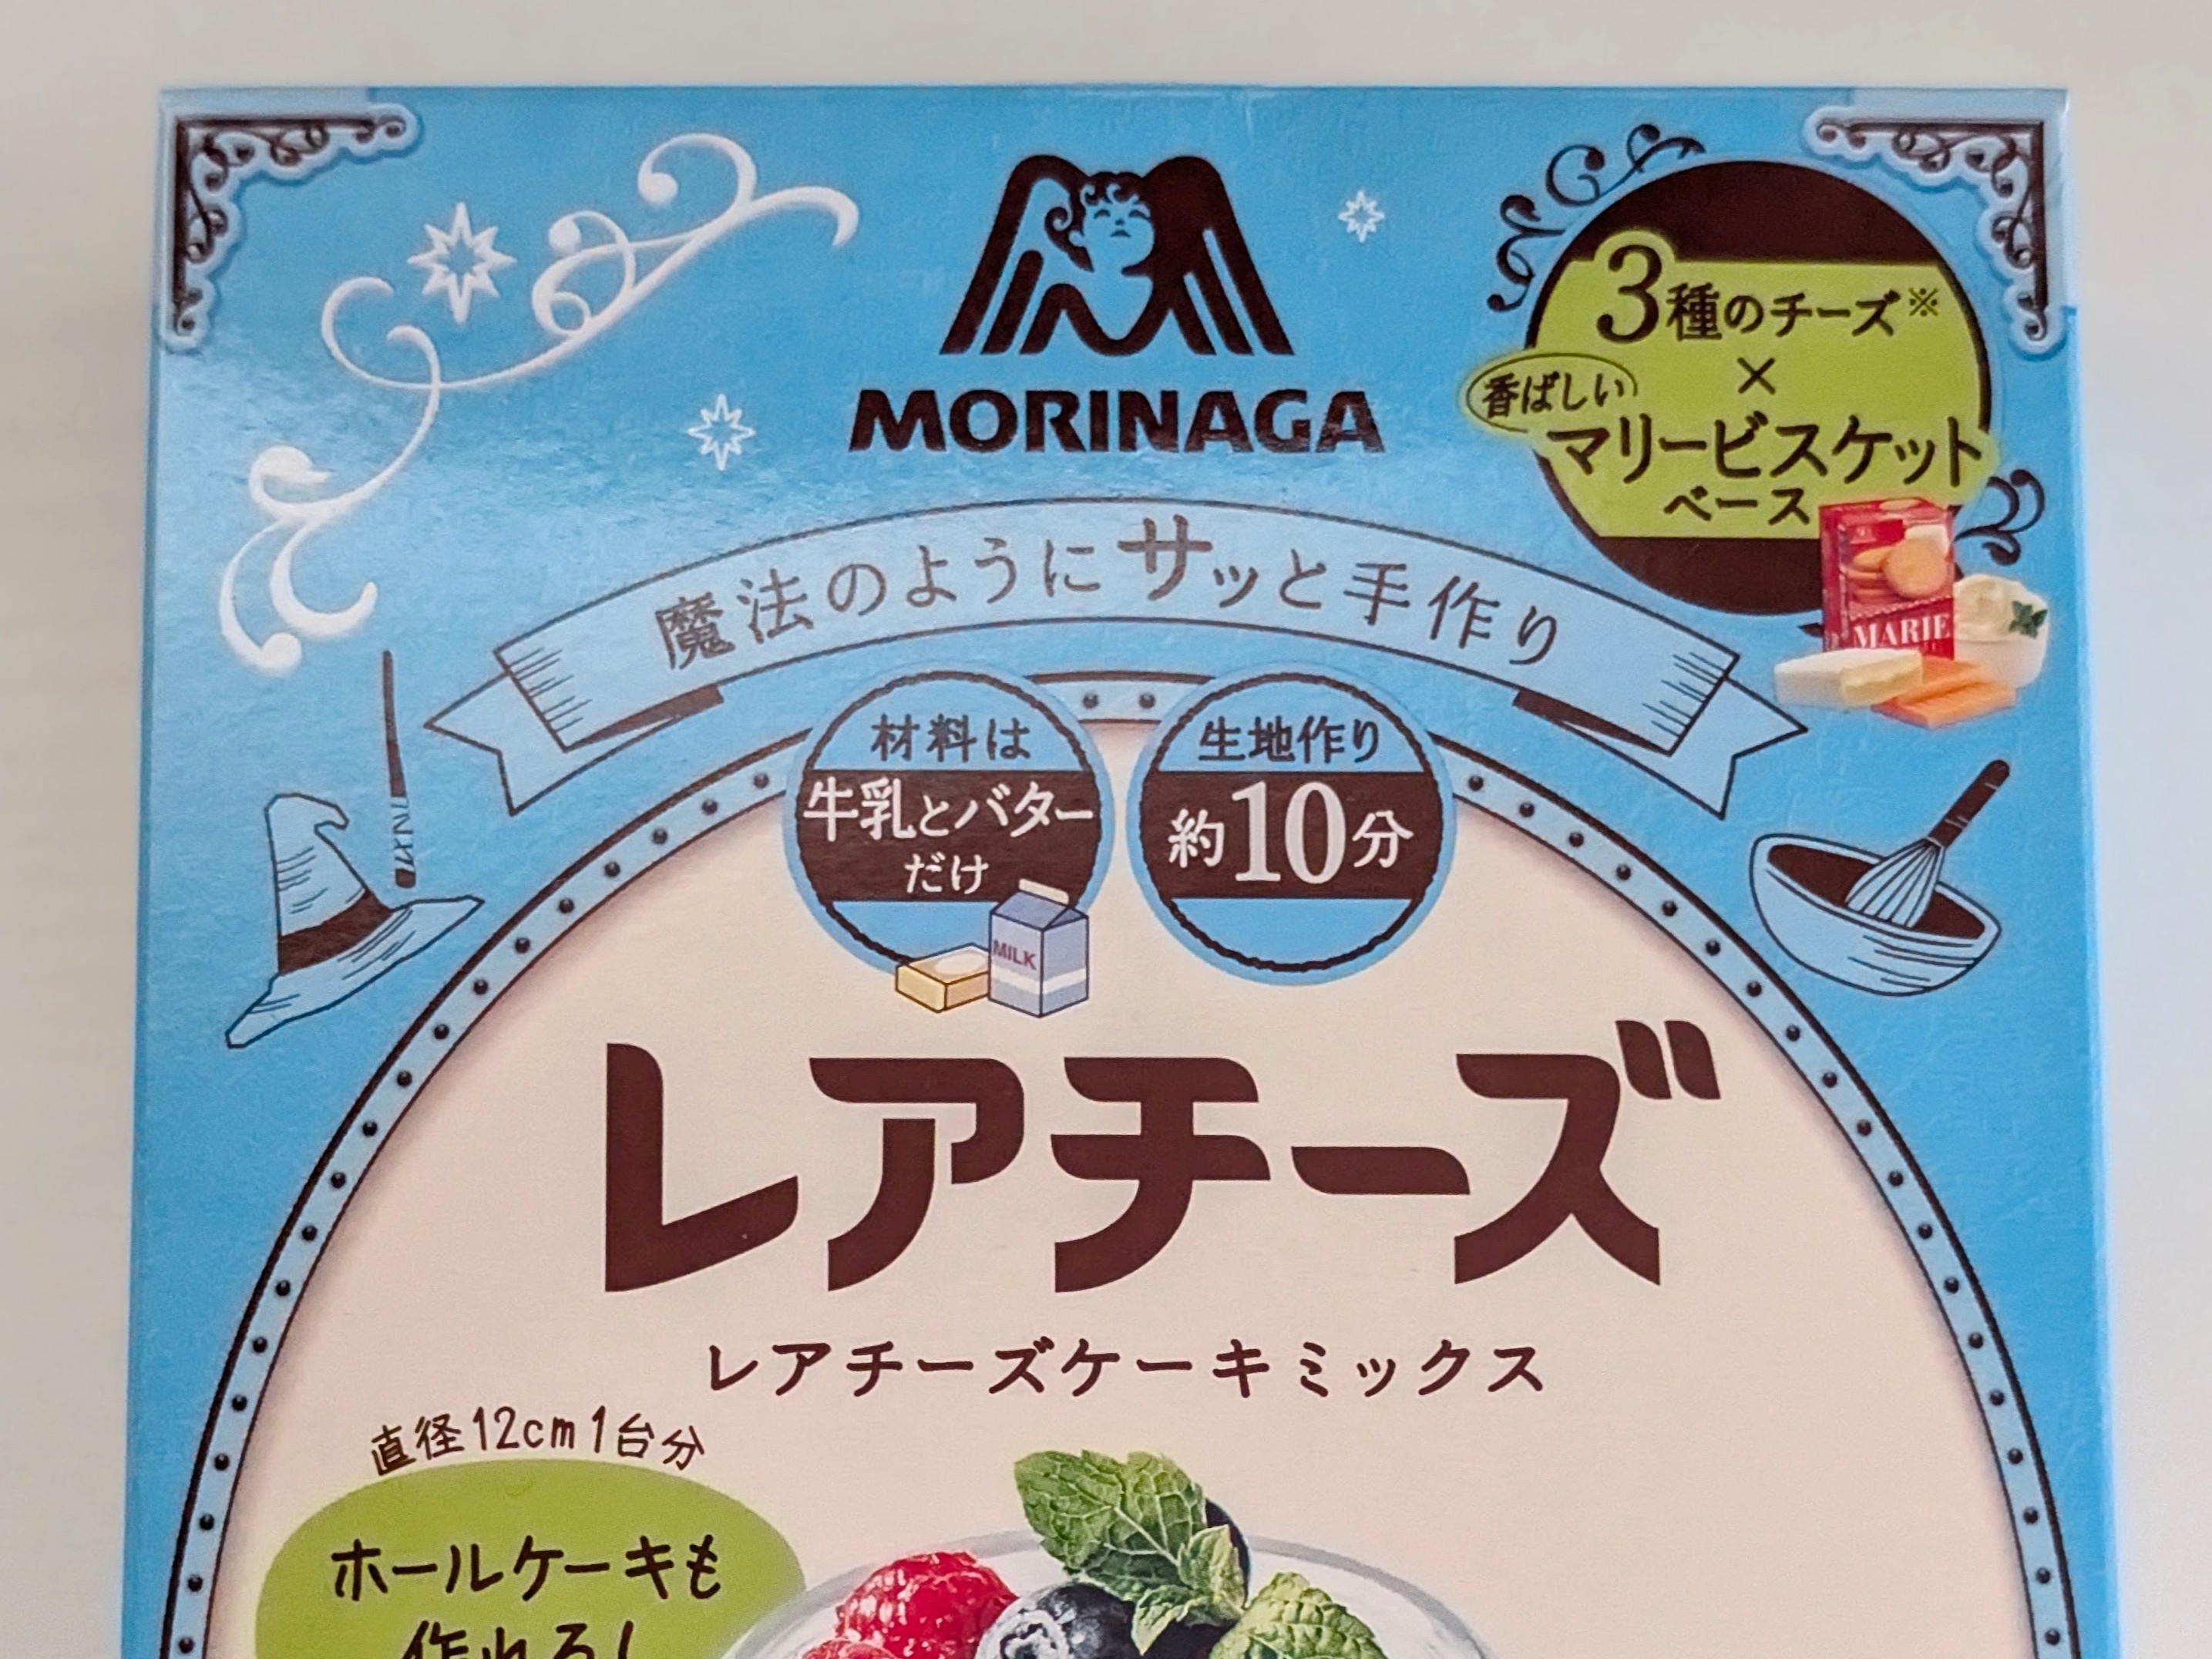 MORINAGA
3種のチーズ※
×
香ばしい
マリービスケット
ベース
MARIE
魔法のようにサッと手作り
材料は
牛乳とバター
だけ
MILK
生地作り
約10分
レアチーズ
レアチーズケーキミックス
直径12cm1台分
ホールケーキも
作れる!